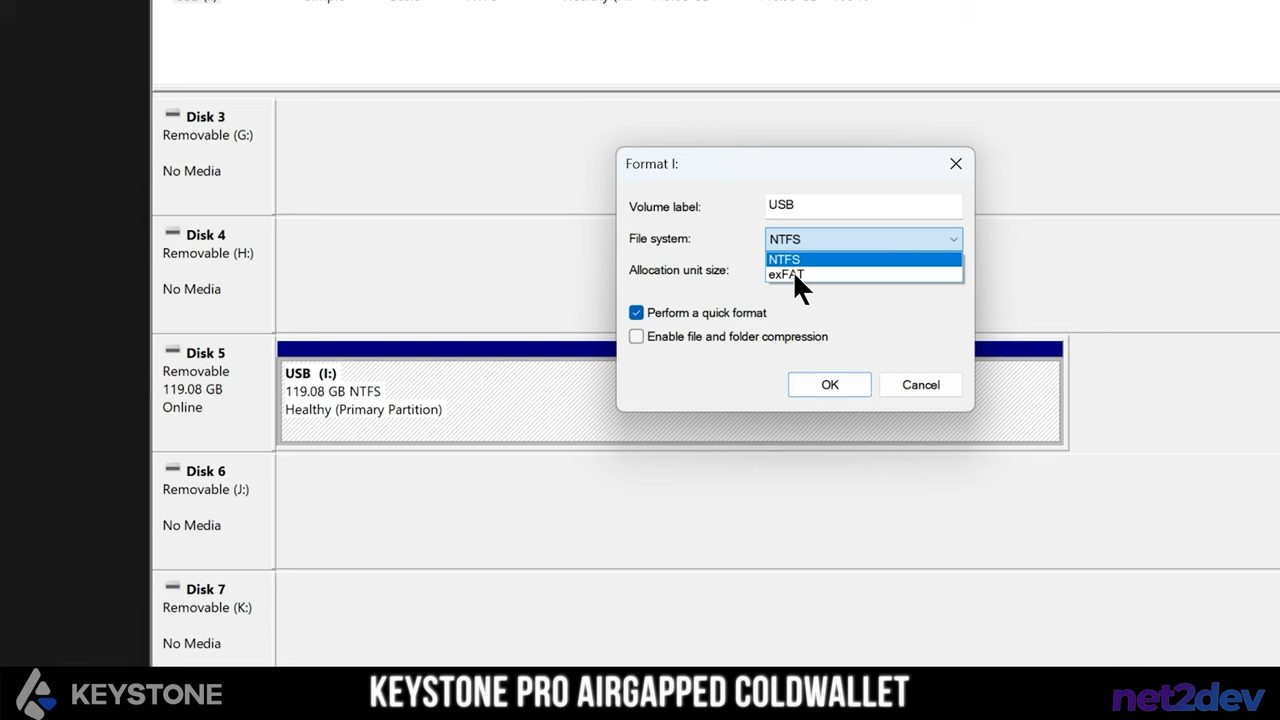 Disk 3
Removable (G:)
No Media
Disk 4
Removable (H:)
No Media
Disk 5
Removable
119.08 GB
Online
USB (I:)
119.08 GB NTFS
Healthy (Primary Partition)
Disk 6
Removable (J:)
No Media
Disk 7
Removable (K:)
No Media
Format I:
Volume label: USB
File system: NTFS
NTFS
exFAT
Allocation unit size:
Perform a quick format
Enable file and folder compression
OK Cancel
KEYSTONE
KEYSTONE PRO AIRGAPPED COLDWALLET
net2dev